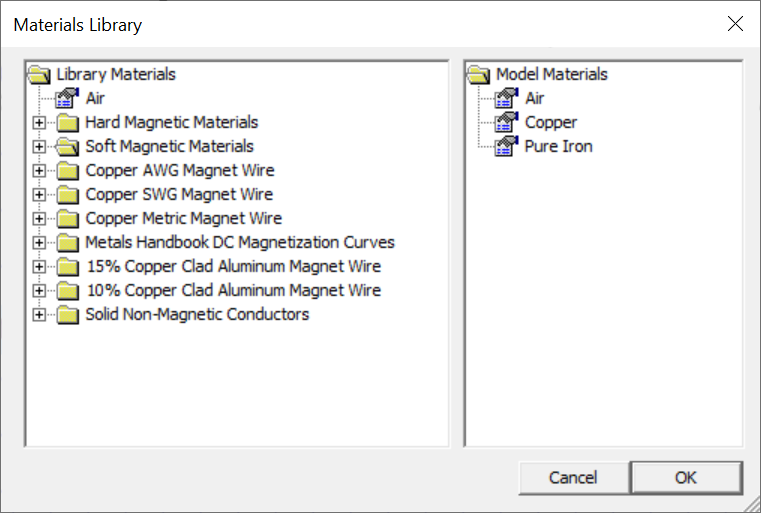 Materials Library
Library Materials
Air
Hard Magnetic Materials
Soft Magnetic Materials
Copper AWG Magnet Wire
Copper SWG Magnet Wire
Copper Metric Magnet Wire
Metals Handbook DC Magnetization Curves
15% Copper Clad Aluminum Magnet Wire
10% Copper Clad Aluminum Magnet Wire
Solid Non-Magnetic Conductors
Model Materials
Air
Copper
Pure Iron
Cancel
OK